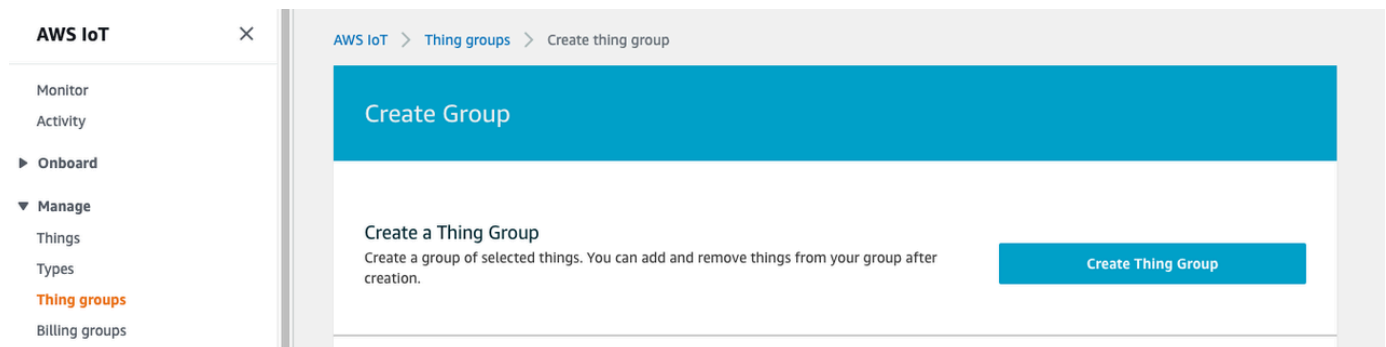 AWS IoT
Monitor
Activity
Onboard
Manage
Things
Types
Thing groups
Billing groups
AWS IoT > Thing groups > Create thing group
Create Group
Create a Thing Group
Create a group of selected things. You can add and remove things from your group after
creation.
Create Thing Group